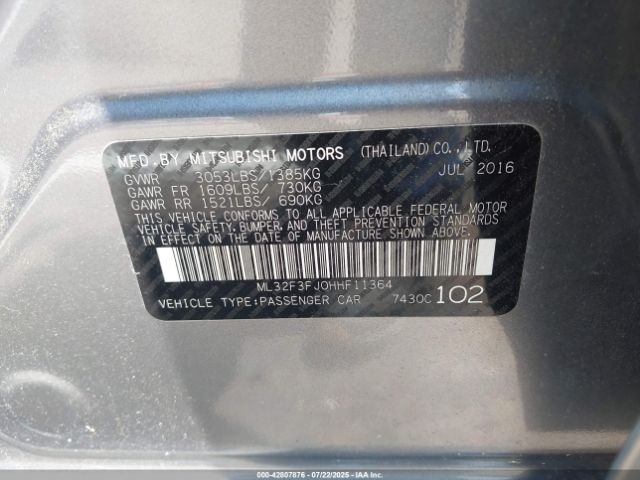 MFD.BY MITSUBISHI MOTORS (THAILAND) CO.,LTD.
GVWR 3053LBS/1385KG JUL 2016
GAWR FR 1609LBS/ 730KG
GAWR RR 1521LBS/ 690KG
THIS VEHICLE CONFORMS TO ALL APPLICABLE FEDERAL MOTOR
VEHICLE SAFETY,BUMPER,AND THEFT PREVENTION STANDARDS
IN EFFECT ON THE DATE OF MANUFACTURE SHOWN ABOVE.
ML32F3FJ0HHF11364
VEHICLE TYPE:PASSENGER CAR 7430C 102
000-42807876 - 07/22/2025 - IAAI.COM